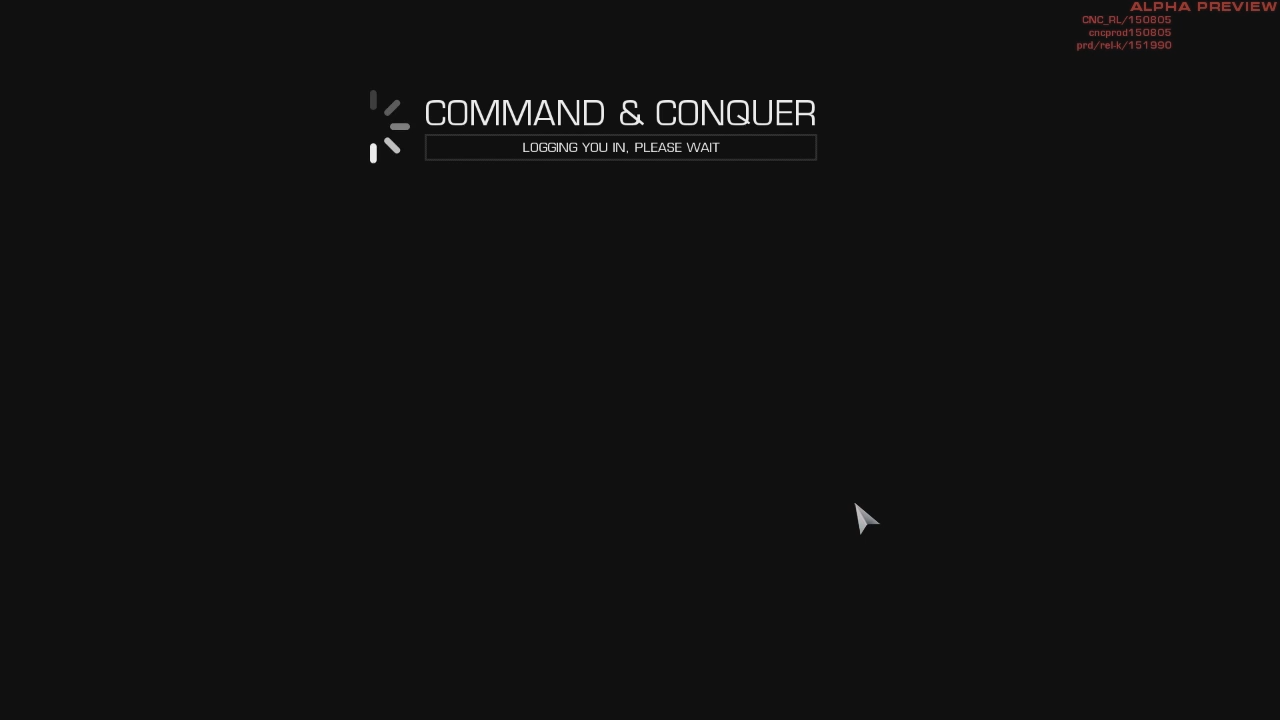 ALPHA PREVIEW
CNC_RL/150805
cncprod150805
prd/rel-k/151990
COMMAND & CONQUER
LOGGING YOU IN, PLEASE WAIT